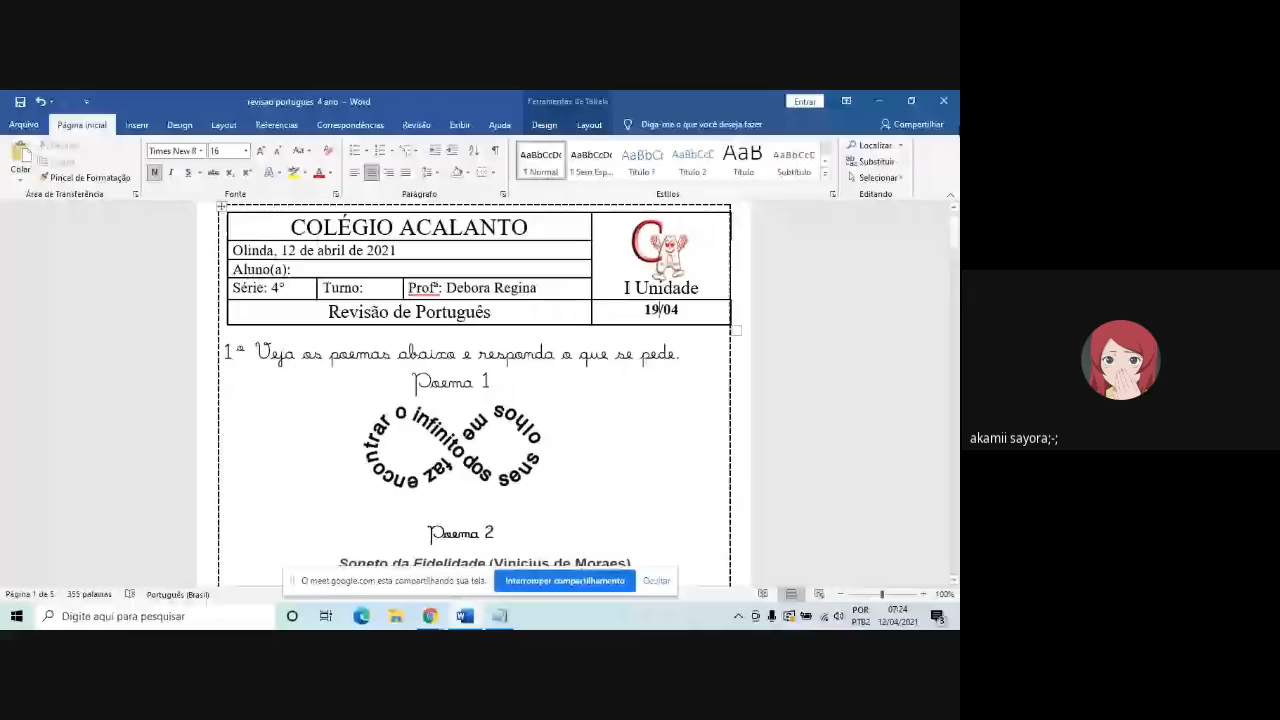 revisao portugues 4 ano – Word
Ferramentas de Tabela
Entrar
Arquivo
Página inicial
Inserir
Design
Layout
Referências
Correspondências
Revisão
Exibir
Ajuda
Design
Layout
Diga-me o que você deseja fazer
Compartilhar
Colar
Pincel de Formatação
Área de Transferência
Times New R
16
Fonte
Parágrafo
AaBbCcDc
¶ Normal
AaBbCcDc
¶ Sem Esp...
AaBbCc
Título 1
AaBbCcD
Título 2
AaB
Título
AaBbCcD
Subtítulo
Estilos
Localizar
Substituir
Selecionar
Editando
COLÉGIO ACALANTO
Olinda, 12 de abril de 2021
Aluno(a):
Série: 4°
Turno:
Profª: Debora Regina
Revisão de Português
C
I Unidade
19/04
1ª Veja os poemas abaixo e responda o que se pede.
Poema 1
encontrar o infinito dos seus olhos me faz
Poema 2
Soneto da Fidelidade (Vinicius de Moraes)
O meet.google.com está compartilhando sua tela.
Interromper compartilhamento
Ocultar
Página 1 de 5
355 palavras
Português (Brasil)
100%
Digite aqui para pesquisar
POR
PTB2
07:24
12/04/2021
3
akamii sayora;-;